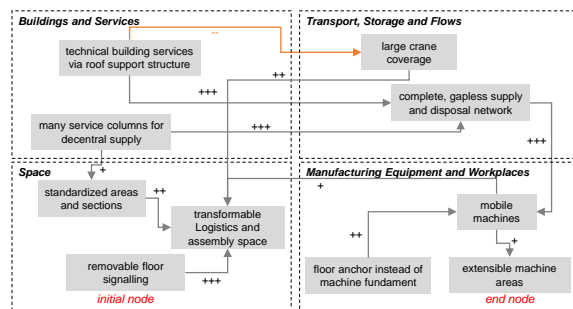 Buildings and Services
technical building services
via roof support structure
--
+++
many service columns for
decentral supply
+++
+
Transport, Storage and Flows
large crane
coverage
++
complete, gapless supply
and disposal network
+++
Space
standardized areas
and sections
++
transformable
Logistics and
assembly space
removable floor
signalling
+++
initial node
Manufacturing Equipment and Workplaces
+
mobile
machines
++
+
floor anchor instead of
machine fundament
extensible machine
areas
end node